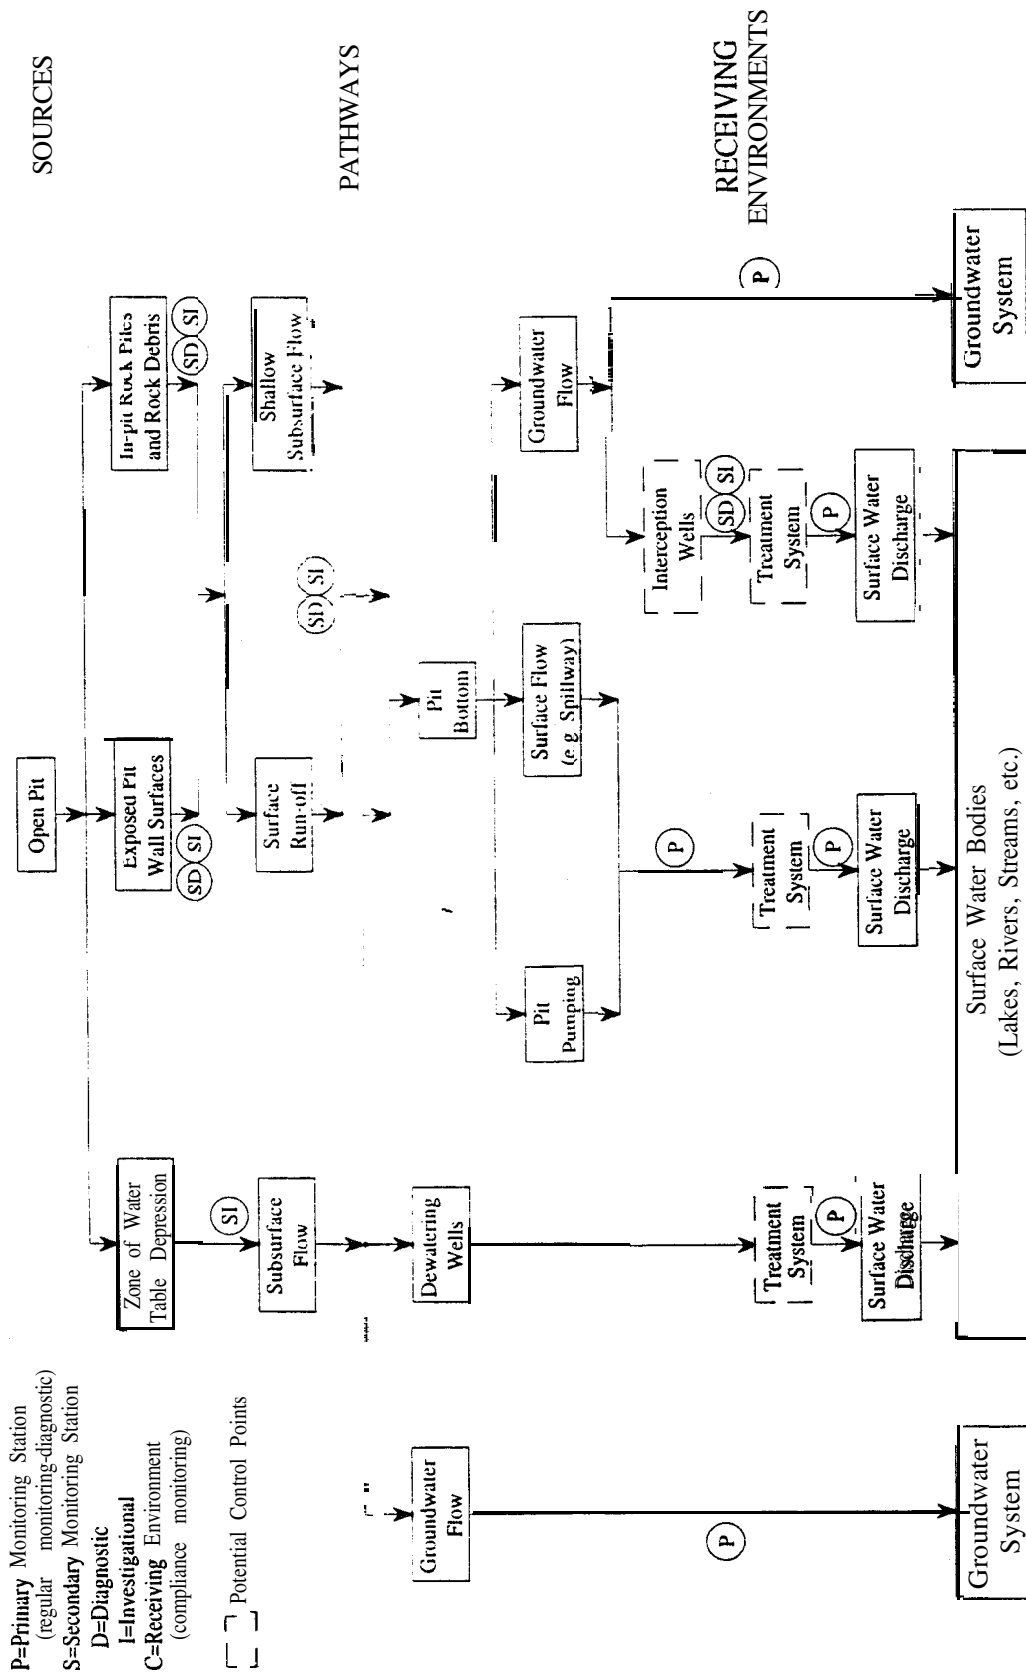 P=Primary Monitoring Station
(regular monitoring-diagnostic)
S=Secondary Monitoring Station
D=Diagnostic
I=Investigational
C=Receiving Environment
(compliance monitoring)
Potential Control Points
SOURCES
PATHWAYS
RECEIVING
ENVIRONMENTS
Open Pit
Zone of Water
Table Depression
Exposed Pit
Wall Surfaces
In-pit Rock Piles
and Rock Debris
SI
SD
SI
SD
SI
Subsurface
Flow
Surface
Run-off
Shallow
Subsurface Flow
SD
SI
Groundwater
Flow
Dewatering
Wells
Pit
Bottom
Pit
Pumping
Surface Flow
(e.g Spillway)
Groundwater
Flow
Interception
Wells
P
P
SD
SI
P
Treatment
System
Treatment
System
Treatment
System
P
P
P
Surface Water
Discharge
Surface Water
Discharge
Surface Water
Discharge
Groundwater
System
Surface Water Bodies
(Lakes, Rivers, Streams, etc.)
Groundwater
System